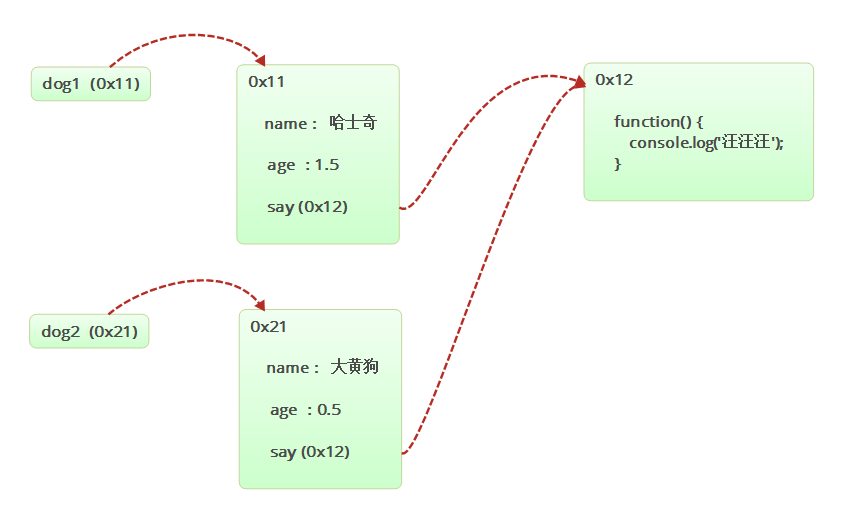 dog1 (0x11)
0x11
name : 哈士奇
age : 1.5
say (0x12)
0x12
function() {
console.log('汪汪汪');
}
dog2 (0x21)
0x21
name : 大黄狗
age : 0.5
say (0x12)